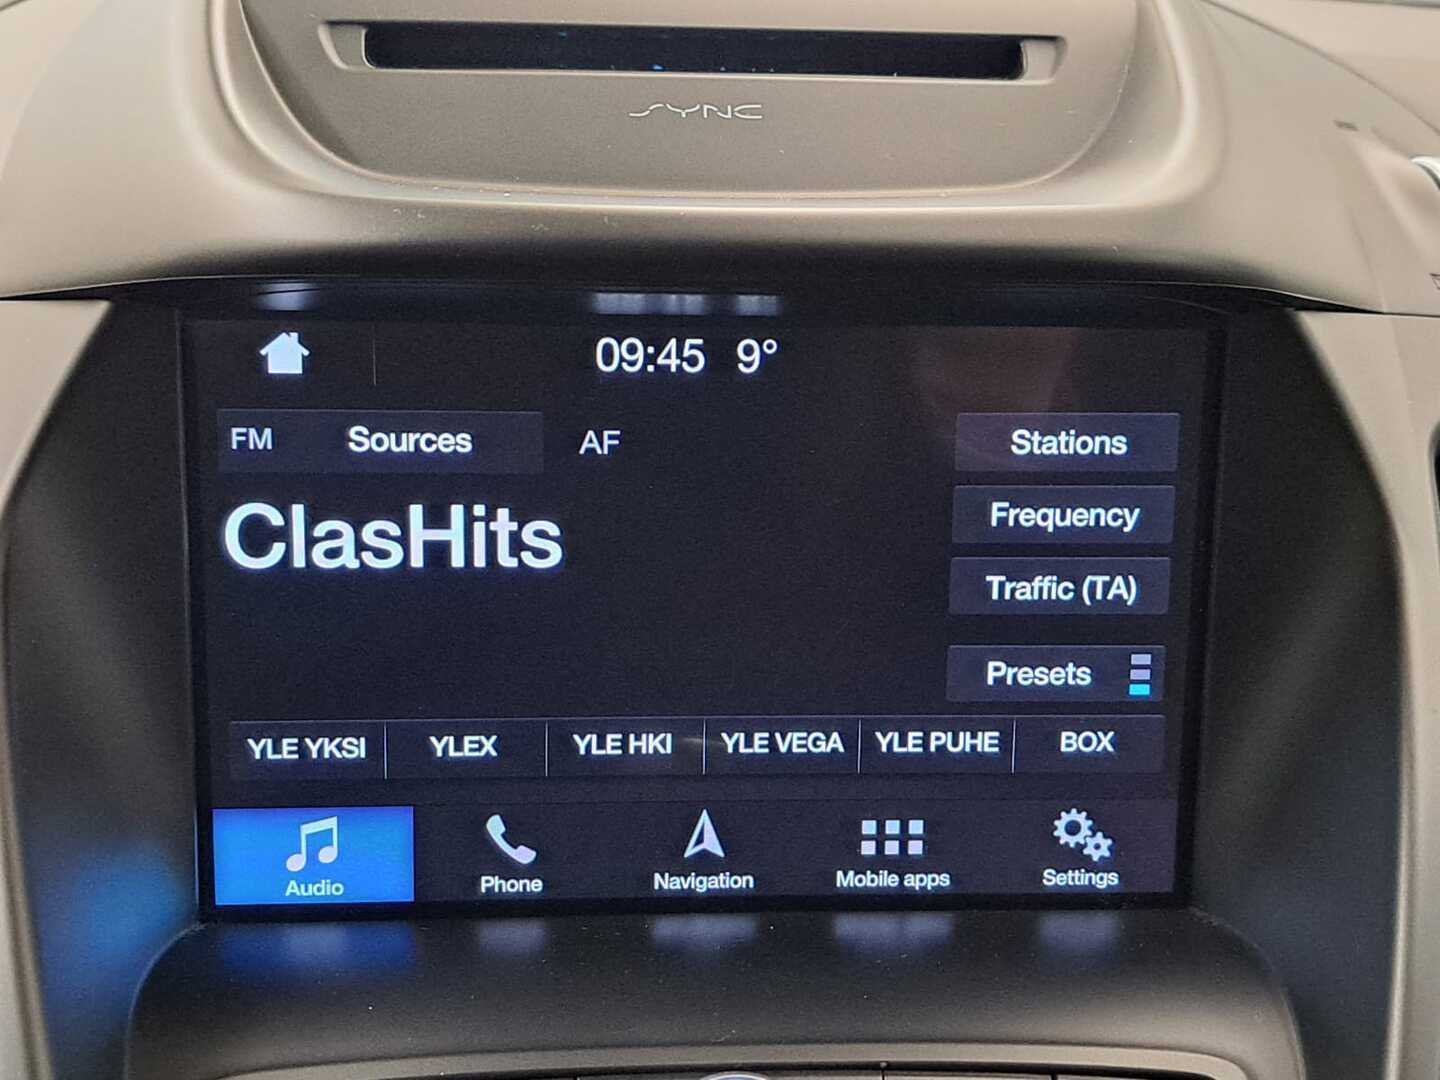 SYNC
09:45 9°
FM Sources AF Stations
ClasHits
Frequency
Traffic (TA)
Presets
YLE YKSI YLEX YLE HKI YLE VEGA YLE PUHE BOX
Audio Phone Navigation Mobile apps Settings